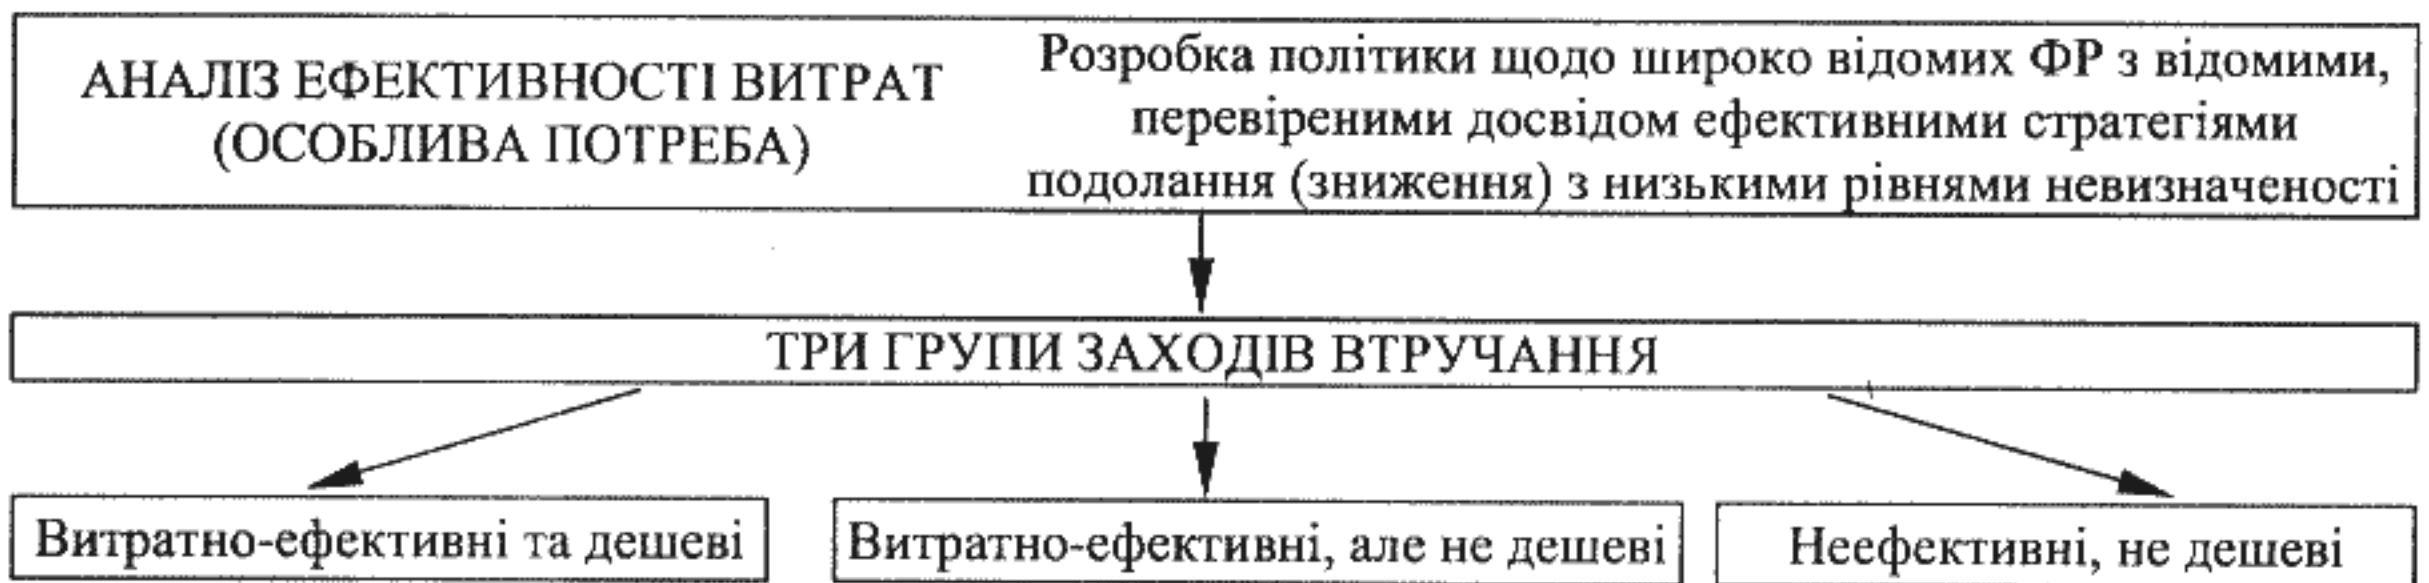 АНАЛІЗ ЕФЕКТИВНОСТІ ВИТРАТ
(ОСОБЛИВА ПОТРЕБА)
Розробка політики щодо широко відомих ФР з відомими,
перевіреними досвідом ефективними стратегіями
подолання (зниження) з низькими рівнями невизначеності
ТРИ ГРУПИ ЗАХОДІВ ВТРУЧАННЯ
Витратно-ефективні та дешеві
Витратно-ефективні, але не дешеві
Неефективні, не дешеві